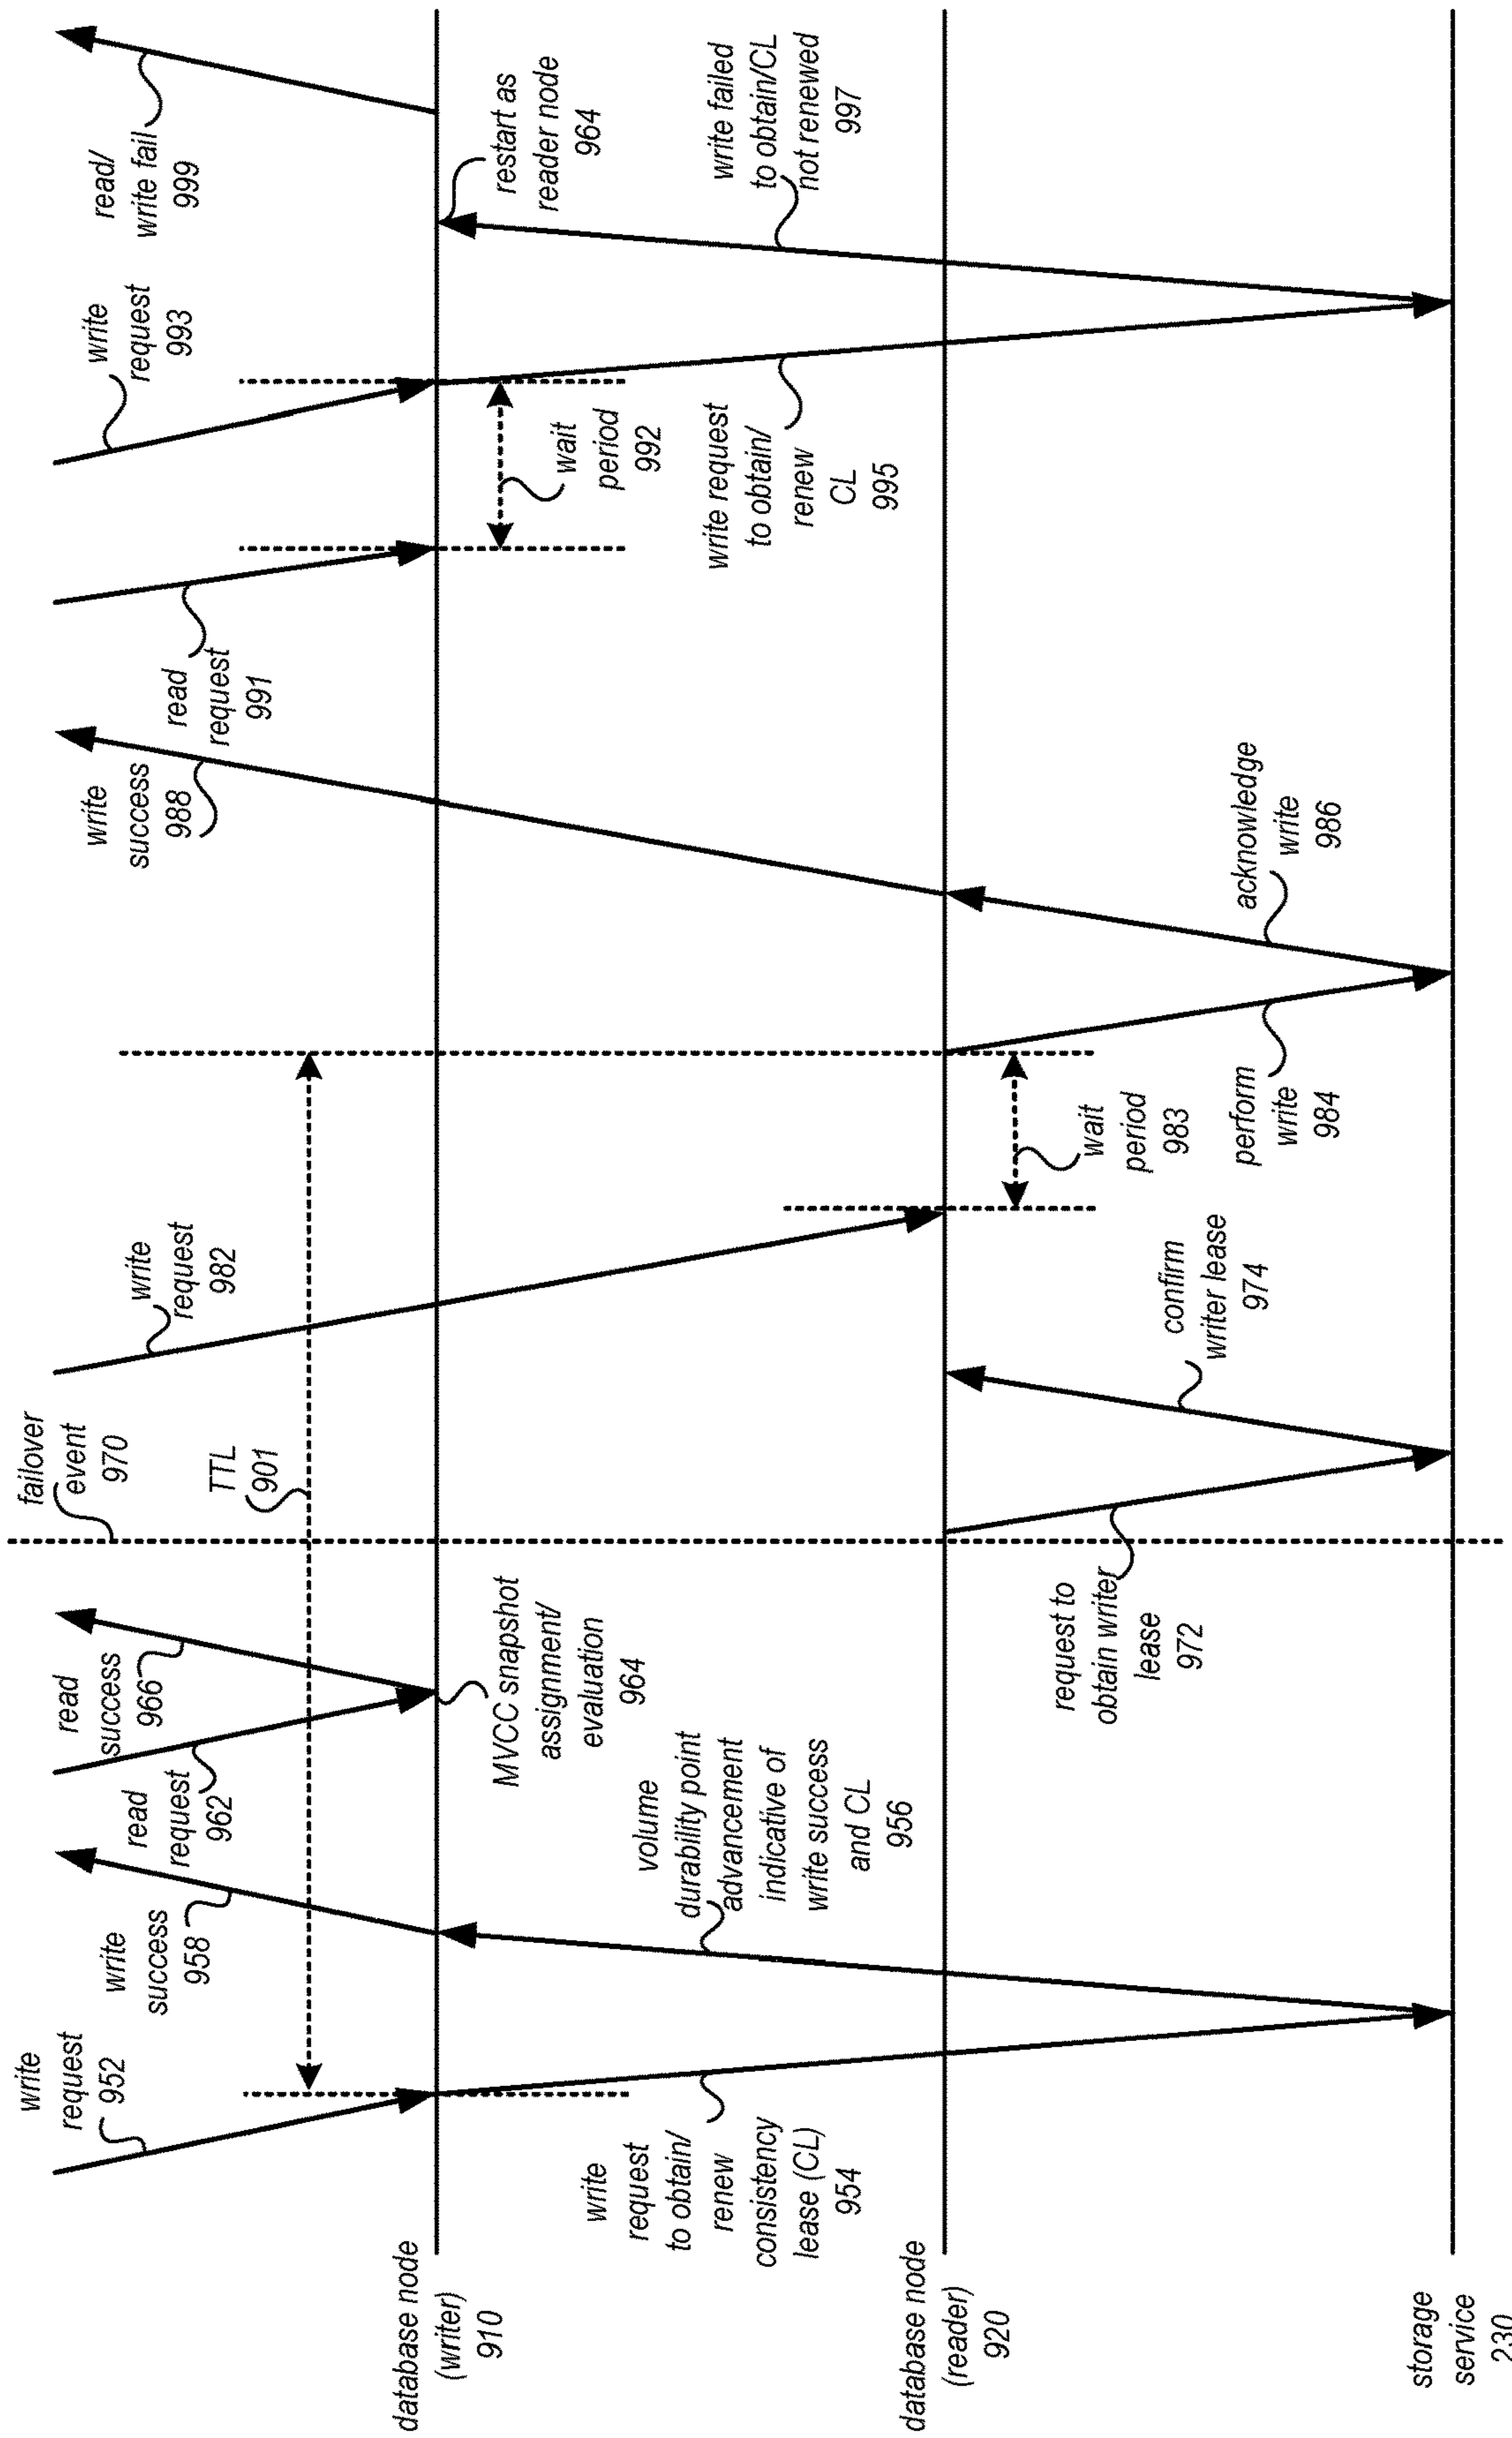 write
request
952
write
success
958
read
request
962
read
success
966
failover
event
970
TTL
901
write
request
982
write
success
988
read
request
991
write
request
993
read/
write fail
999
database node
(writer)
910
write
request
to obtain/
renew
consistency
lease (CL)
954
volume
durability point
advancement
indicative of
write success
and CL
956
MVCC snapshot
assignment/
evaluation
964
wait
period
992
write request
to obtain/
renew
CL
995
restart as
reader node
964
write failed
to obtain/CL
not renewed
997
database node
(reader)
920
request to
obtain writer
lease
972
confirm
writer lease
974
wait
period
983
perform
write
984
acknowledge
write
986
storage
service
230